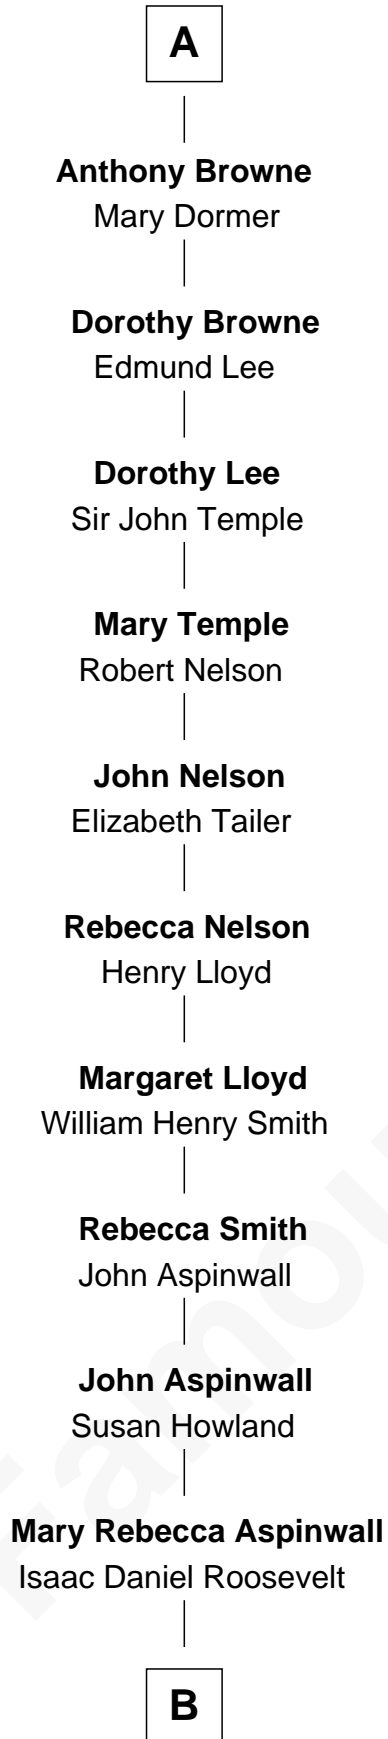 A
Anthony Browne
Mary Dormer
Dorothy Browne
Edmund Lee
Dorothy Lee
Sir John Temple
Mary Temple
Robert Nelson
John Nelson
Elizabeth Tailer
Rebecca Nelson
Henry Lloyd
Margaret Lloyd
William Henry Smith
Rebecca Smith
John Aspinwall
John Aspinwall
Susan Howland
Mary Rebecca Aspinwall
Isaac Daniel Roosevelt
B
Famou